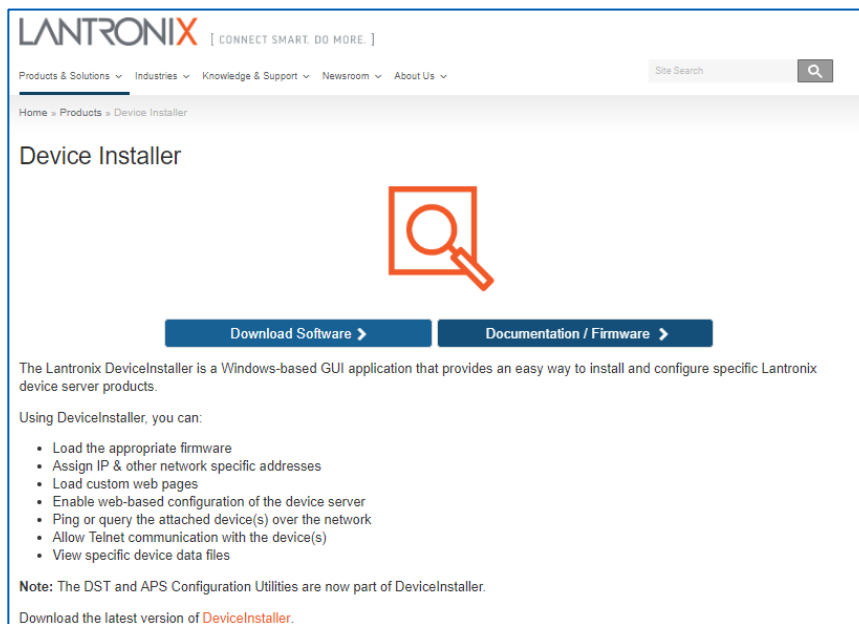 LANTRONIX [ CONNECT SMART. DO MORE. ]
Products & Solutions Industries Knowledge & Support Newsroom About Us Site Search
Home » Products » Device Installer
Device Installer
Download Software Documentation / Firmware
The Lantronix DeviceInstaller is a Windows-based GUI application that provides an easy way to install and configure specific Lantronix
device server products.
Using DeviceInstaller, you can:
• Load the appropriate firmware
• Assign IP & other network specific addresses
• Load custom web pages
• Enable web-based configuration of the device server
• Ping or query the attached device(s) over the network
• Allow Telnet communication with the device(s)
• View specific device data files
Note: The DST and APS Configuration Utilities are now part of DeviceInstaller.
Download the latest version of DeviceInstaller.